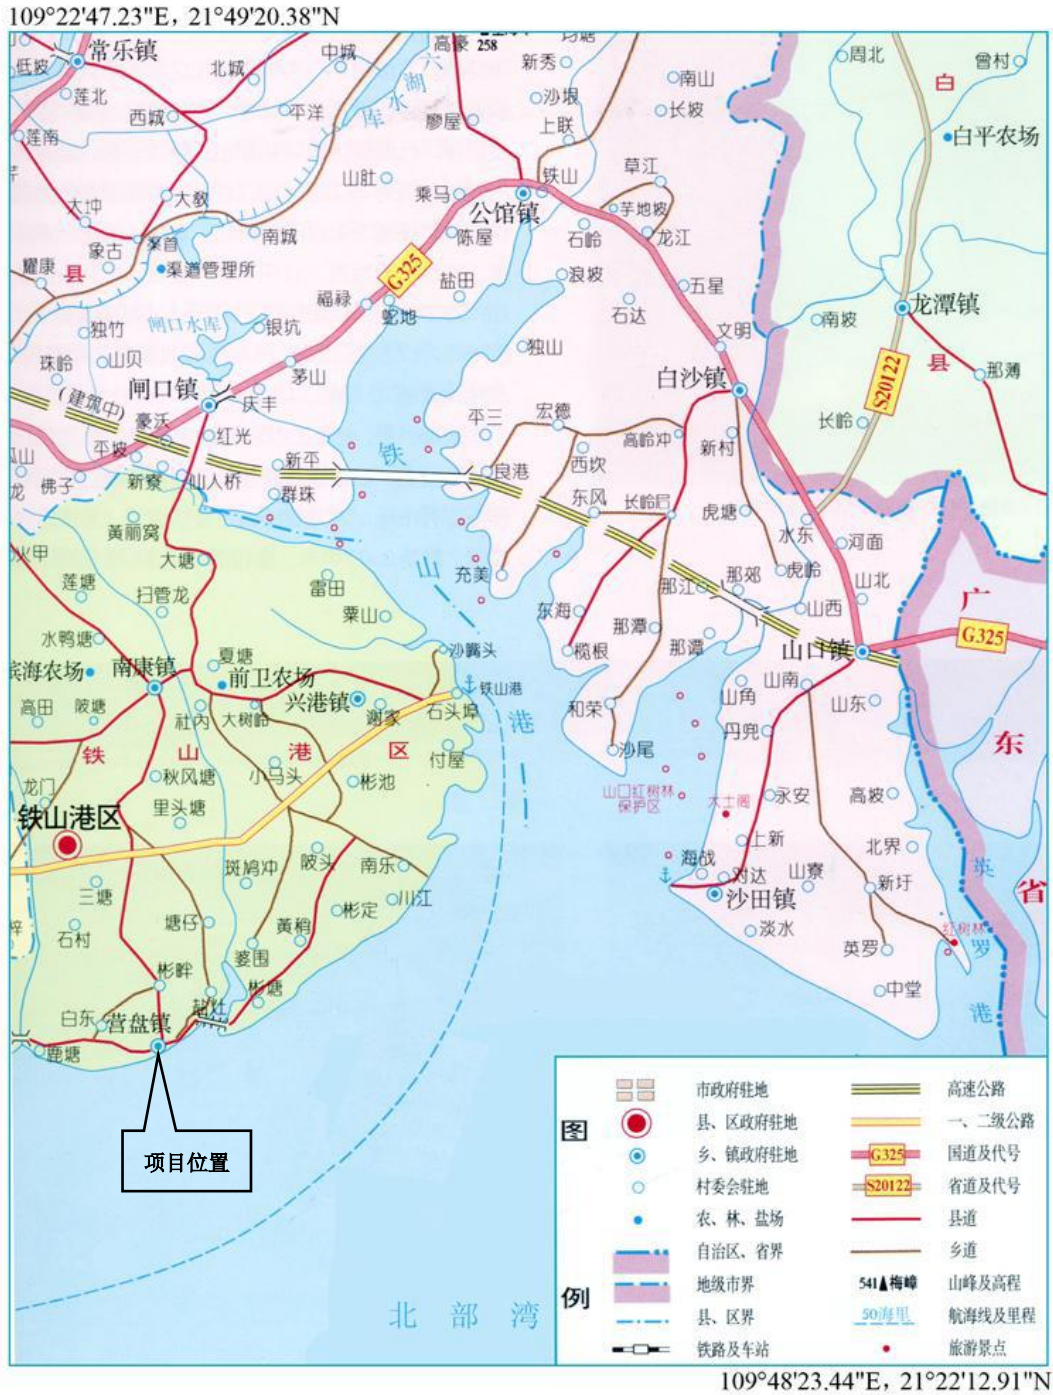 109°22'47.23"E，21°49'20.38"N
常乐镇
中城
高豪
258
新秀
周北
曾村
低坡
莲北
北城
六
湖
水
库
沙垠
南山
白
西城
平洋
廖屋
上联
长坡
白平农场
莲南
山肚
乘马
铁山
草江
大坤
大教
公馆镇
芋地坡
象古
渠首
南城
陈屋
石岭
龙江
耀康
县
渠道管理所
G325
盐田
浪坡
五星
福禄
蛇地
石达
龙潭镇
独竹
闸口水库
银坑
独山
文明
南坡
珠岭
山贝
茅山
白沙镇
县
那薄
(建筑中)
闸口镇
庆丰
S20122
豪沃
红光
平三
宏德
高岭冲
新村
长岭
平坡
铁
佛子
新寮
仙人桥
新平
良港
西坎
龙
群珠
东风
长岭后
虎塘
水东
黄丽窝
河面
火甲
大塘
山
充美
那江
那郊
虎岭
山北
莲塘
扫管龙
雷田
东海
山西
广
水鸭塘
粟山
那潭
那潭
G325
滨海农场
南康镇
夏塘
前卫农场
沙嘴头
榄根
山口镇
高田
陂塘
社内
大树岭
兴港镇
谢家
石头埠
铁山港
和荣
山角
山南
山东
铁
山
港
区
港
丹兜
东
龙门
秋风塘
小马头
彬池
付屋
沙尾
铁山港区
里头塘
山口红树林
保护区
大士阁
永安
高坡
斑鸠冲
陂头
南乐
上新
北界
三塘
川江
海战
对达
山寮
新圩
英
省
石村
塘仔
黄稍
彬定
沙田镇
淡水
红树林
罗
彬畔
婆围
英罗
白东
营盘镇
盐灶
彬塘
中堂
港
鹿塘
项目位置
北部湾
图
例
市政府驻地
高速公路
县、区政府驻地
一、二级公路
乡、镇政府驻地
G325
国道及代号
村委会驻地
S20122
省道及代号
农、林、盐场
县道
自治区、省界
乡道
地级市界
541▲梅嶂
山峰及高程
县、区界
50海里
航海线及里程
铁路及车站
旅游景点
109°48'23.44"E，21°22'12.91"N